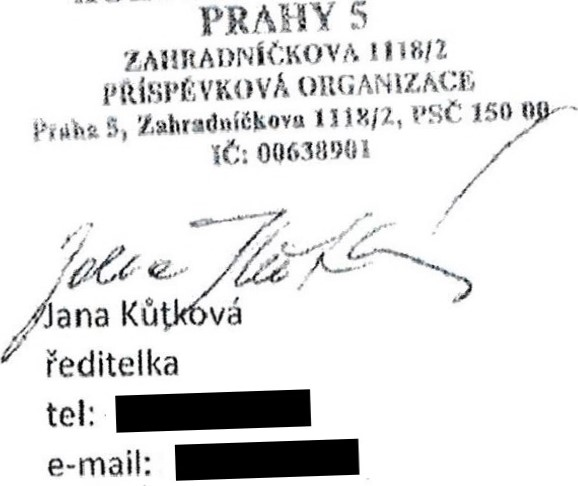 PRAHY 5
ZAHRADNÍČKOVA 1118/2
PŘÍSPĚVKOVÁ ORGANIZACE
Praha 5, Zahradníčkova 1118/2, PSČ 150 00
IČ: 00638901
Jana Kůtková
ředitelka
tel:
e-mail: